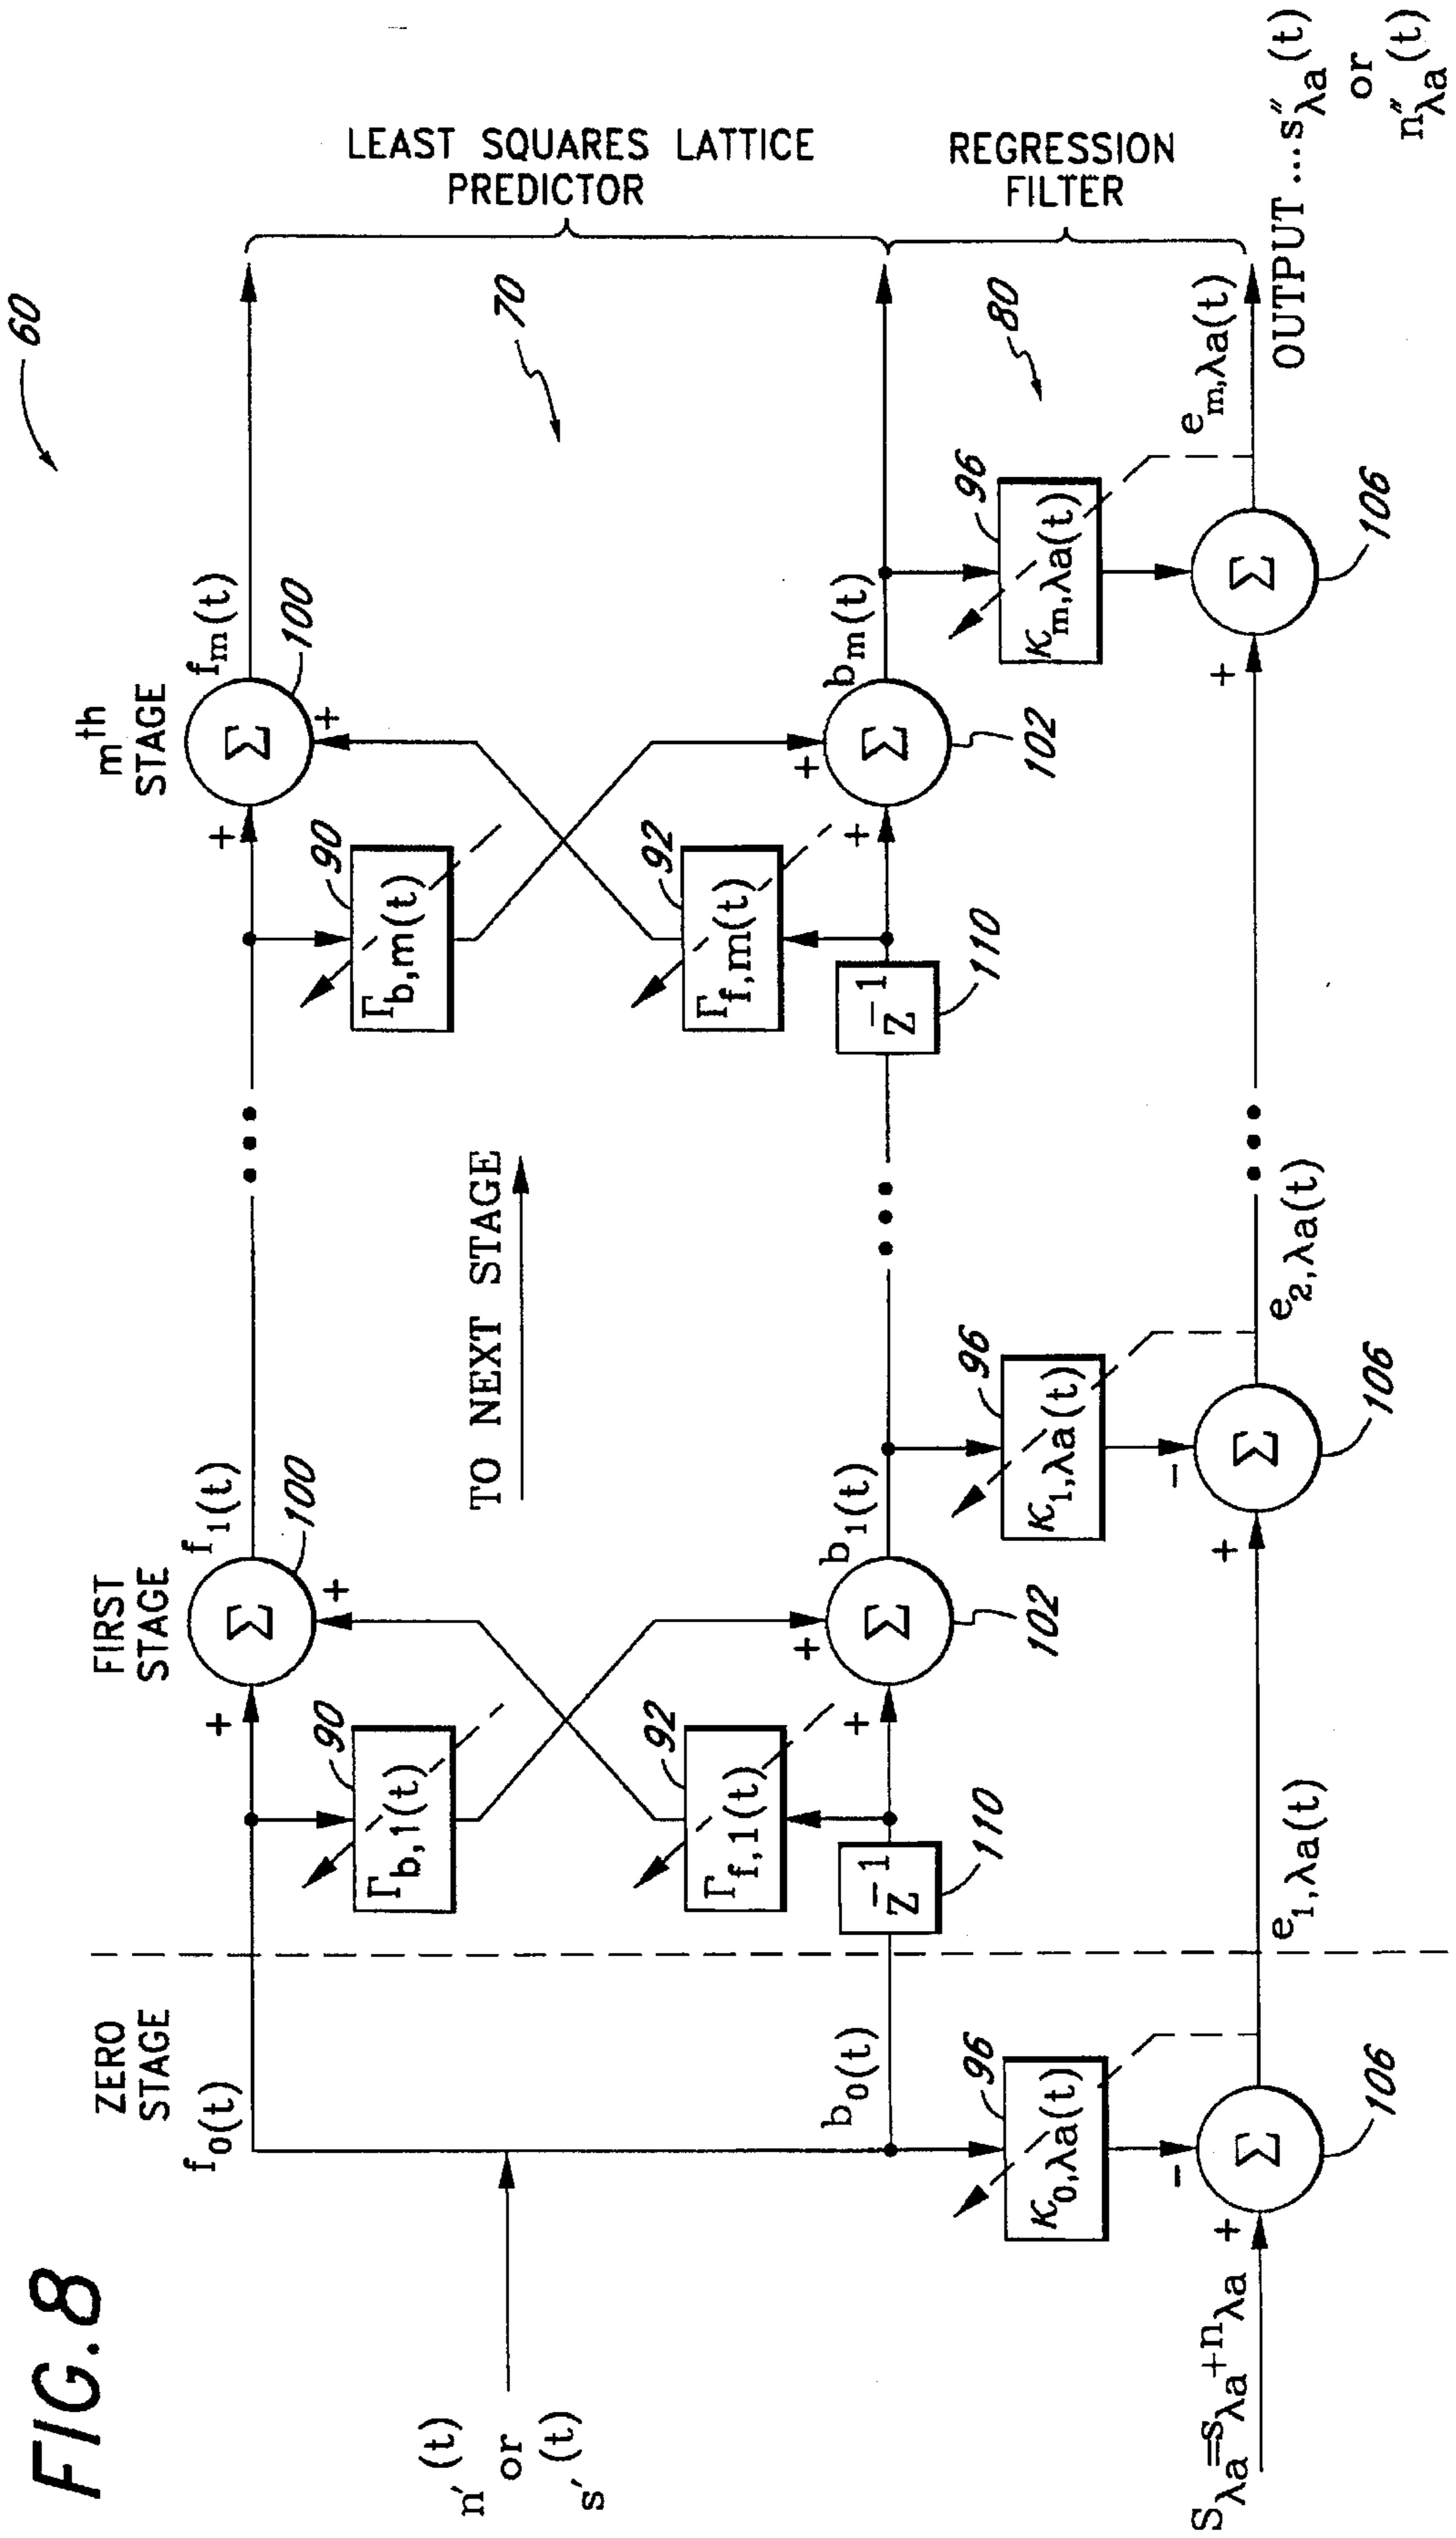 FIG.8
60
ZERO
STAGE
FIRST
STAGE
mth
STAGE
f0(t)
f1(t)
fm(t)
100
100
90
90
Γb,1(t)
Γb,m(t)
LEAST SQUARES LATTICE
PREDICTOR
70
n′(t)
or
s′(t)
TO NEXT STAGE
92
92
Γf,1(t)
Γf,m(t)
b0(t)
b1(t)
bm(t)
z−1
z−1
110
110
102
102
REGRESSION
FILTER
80
96
96
96
κ0,λa(t)
κ1,λa(t)
κm,λa(t)
Sλa=sλa+nλa
e1,λa(t)
e2,λa(t)
em,λa(t)
+ + + +
+ + + +
- + - + +
Σ Σ
Σ Σ
Σ Σ Σ
106
106
106
OUTPUT ...s″λa(t)
or
n″λa(t)